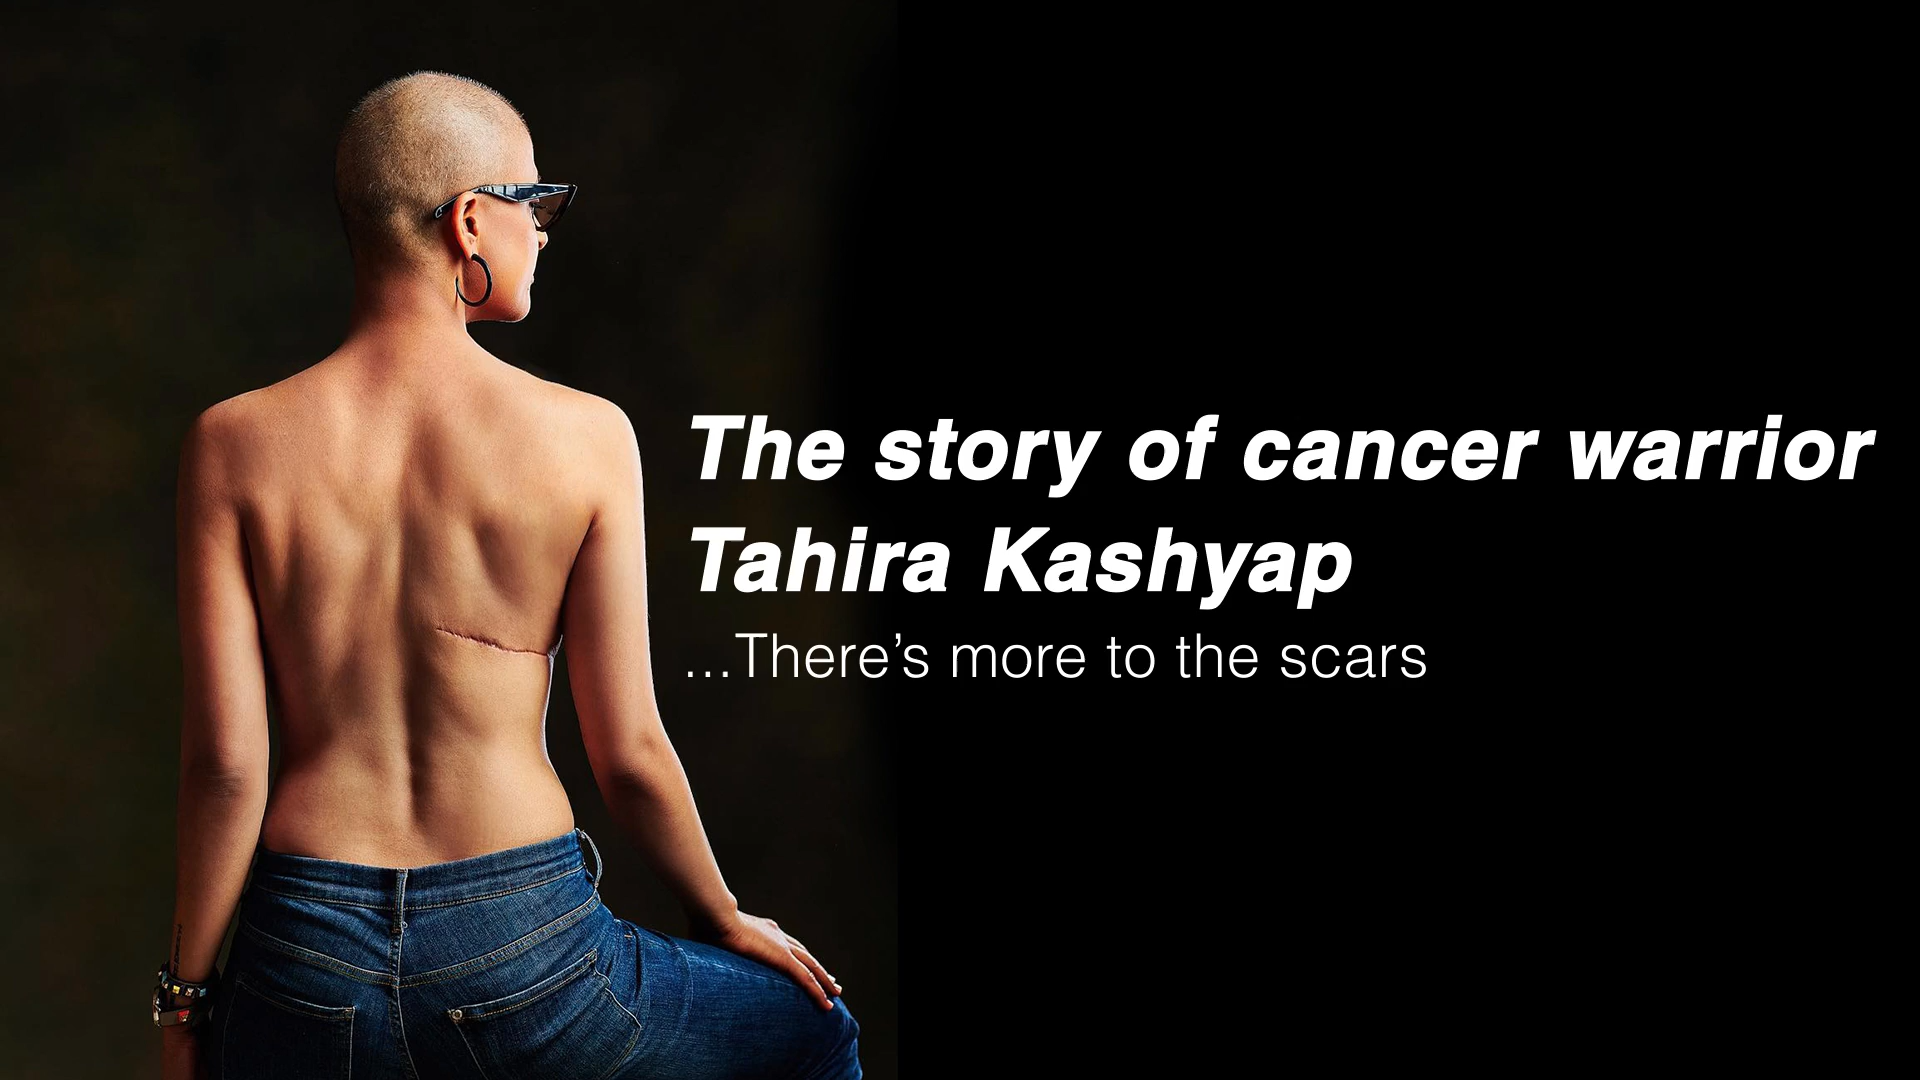 The story of cancer warrior
Tahira Kashyap
...There’s more to the scars